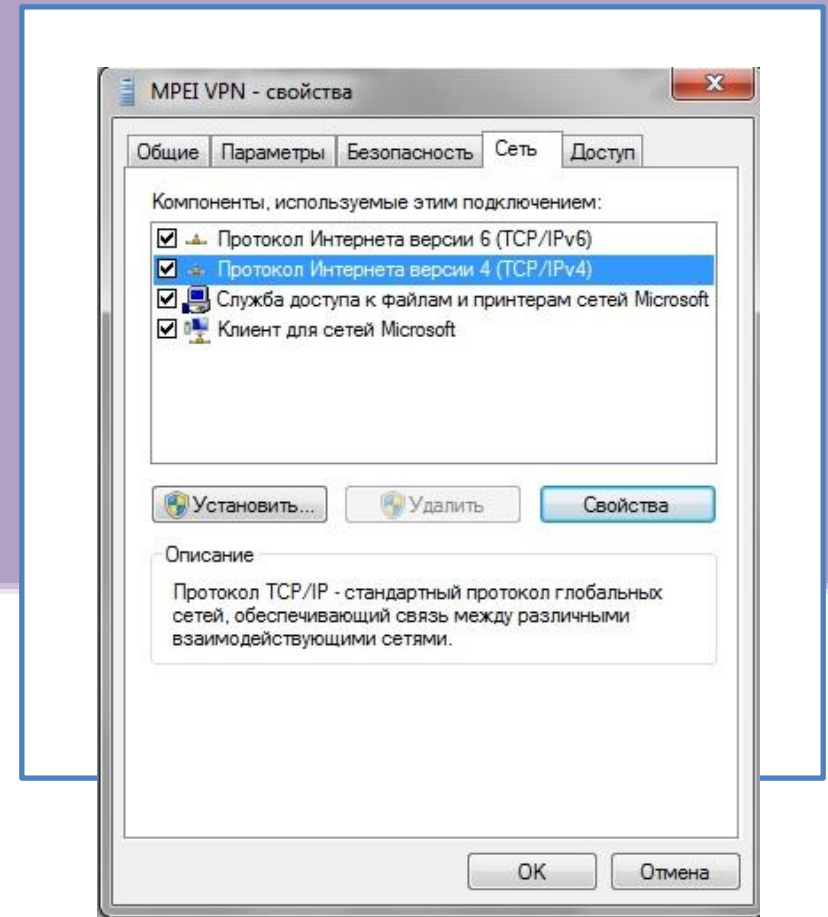 MPEI VPN - свойства
Общие Параметры Безопасность Сеть Доступ
Компоненты, используемые этим подключением:
Протокол Интернета версии 6 (TCP/IPv6)
Протокол Интернета версии 4 (TCP/IPv4)
Служба доступа к файлам и принтерам сетей Microsoft
Клиент для сетей Microsoft
Установить... Удалить Свойства
Описание
Протокол TCP/IP - стандартный протокол глобальных
сетей, обеспечивающий связь между различными
взаимодействующими сетями.
ОК Отмена